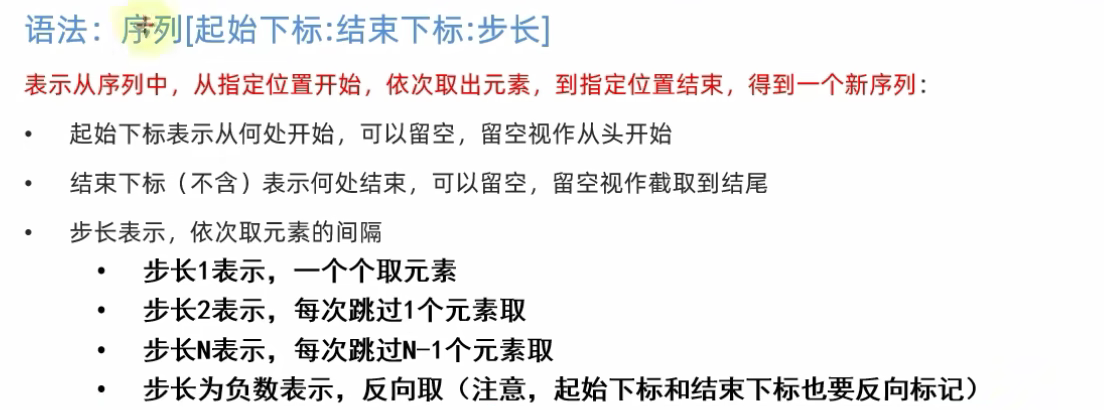 语法：序列[起始下标:结束下标:步长]
表示从序列中，从指定位置开始，依次取出元素，到指定位置结束，得到一个新序列：
• 起始下标表示从何处开始，可以留空，留空视作从头开始
• 结束下标（不含）表示何处结束，可以留空，留空视作截取到结尾
• 步长表示，依次取元素的间隔
• 步长1表示，一个个取元素
• 步长2表示，每次跳过1个元素取
• 步长N表示，每次跳过N-1个元素取
• 步长为负数表示，反向取（注意，起始下标和结束下标也要反向标记）